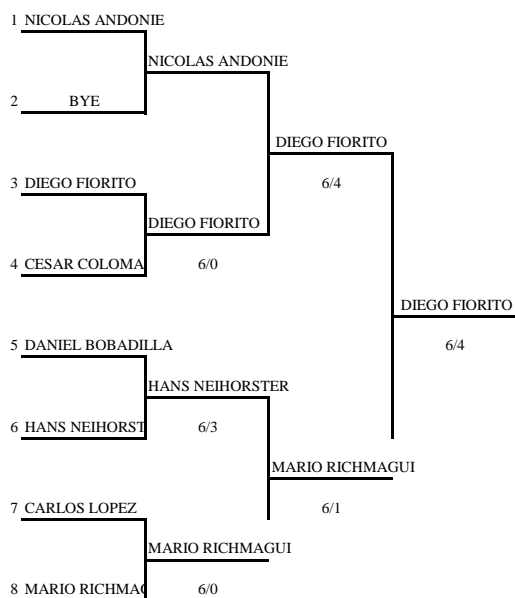 1 NICOLAS ANDONIE
NICOLAS ANDONIE
2 BYE
DIEGO FIORITO
3 DIEGO FIORITO
6/4
DIEGO FIORITO
4 CESAR COLOMA
6/0
DIEGO FIORITO
5 DANIEL BOBADILLA
6/4
HANS NEIHORSTER
6 HANS NEIHORST
6/3
MARIO RICHMAGUI
7 CARLOS LOPEZ
6/1
MARIO RICHMAGUI
8 MARIO RICHMAG
6/0